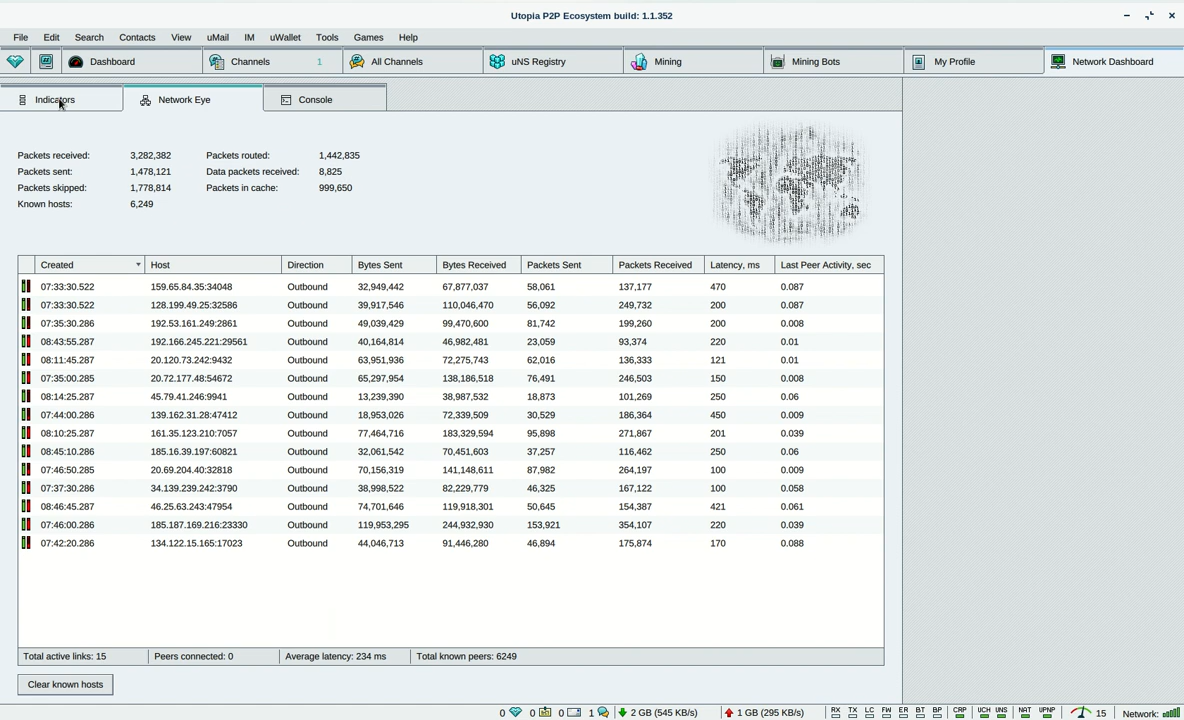 Utopia P2P Ecosystem build: 1.1.352
File Edit Search Contacts View uMail IM uWallet Tools Games Help
Dashboard Channels 1 All Channels uNS Registry Mining Mining Bots My Profile Network Dashboard
Indicators Network Eye Console
Packets received: 3,282,382 Packets routed: 1,442,835
Packets sent: 1,478,121 Data packets received: 8,825
Packets skipped: 1,778,814 Packets in cache: 999,650
Known hosts: 6,249
Created Host Direction Bytes Sent Bytes Received Packets Sent Packets Received Latency, ms Last Peer Activity, sec
07:33:30.522 159.65.84.35:34048 Outbound 32,949,442 67,877,037 58,061 137,177 470 0.087
07:33:30.522 128.199.49.25:32586 Outbound 39,917,546 110,046,470 56,092 249,732 200 0.087
07:35:30.286 192.53.161.249:2861 Outbound 49,039,429 99,470,600 81,742 199,260 200 0.008
08:43:55.287 192.166.245.221:29561 Outbound 40,164,814 46,982,481 23,059 93,374 220 0.01
08:11:45.287 20.120.73.242:9432 Outbound 63,951,936 72,275,743 62,016 136,333 121 0.01
07:35:00.285 20.72.177.48:54672 Outbound 65,297,954 138,186,518 76,491 246,503 150 0.008
08:14:25.287 45.79.41.246:9941 Outbound 13,239,390 38,987,532 18,873 101,269 250 0.06
07:44:00.286 139.162.31.28:47412 Outbound 18,953,026 72,339,509 30,529 186,364 450 0.009
08:10:25.287 161.35.123.210:7057 Outbound 77,464,716 183,329,594 95,898 271,867 201 0.039
08:45:10.286 185.16.39.197:60821 Outbound 32,061,542 70,451,603 37,257 116,462 250 0.06
07:46:50.285 20.69.204.40:32818 Outbound 70,156,319 141,148,611 87,982 264,197 100 0.009
07:37:30.286 34.139.239.242:3790 Outbound 38,998,522 82,229,779 46,325 167,122 100 0.058
08:46:45.287 46.25.63.243:47954 Outbound 74,701,646 119,918,301 50,645 154,387 421 0.061
07:46:00.286 185.187.169.216:23330 Outbound 119,953,295 244,932,930 153,921 354,107 220 0.039
07:42:20.286 134.122.15.165:17023 Outbound 44,046,713 91,446,280 46,894 175,874 170 0.088
Total active links: 15 Peers connected: 0 Average latency: 234 ms Total known peers: 6249
Clear known hosts
0 0 0 1 2 GB (545 KB/s) 1 GB (295 KB/s) RX TX LC FW ER BT BP CRP UCH UNS NAT UPNP 15 Network: